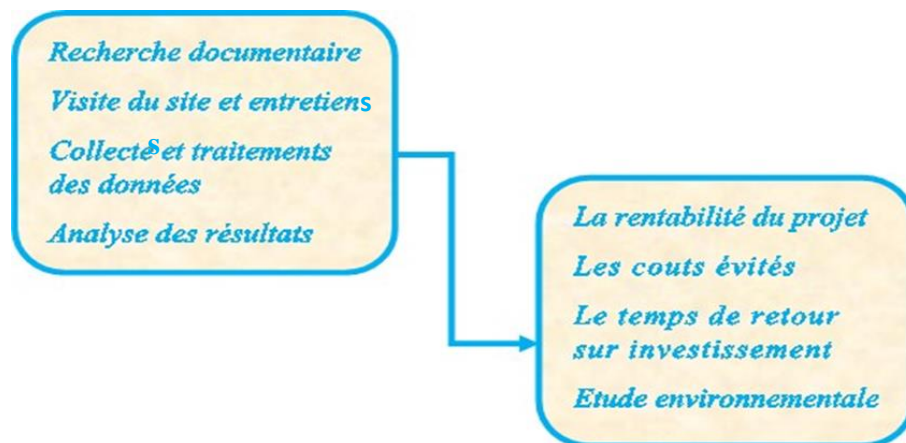 Recherche documentaire
Visite du site et entretiens
Collectes et traitements
des données
Analyse des résultats
La rentabilité du projet
Les couts évités
Le temps de retour
sur investissement
Etude environnementale